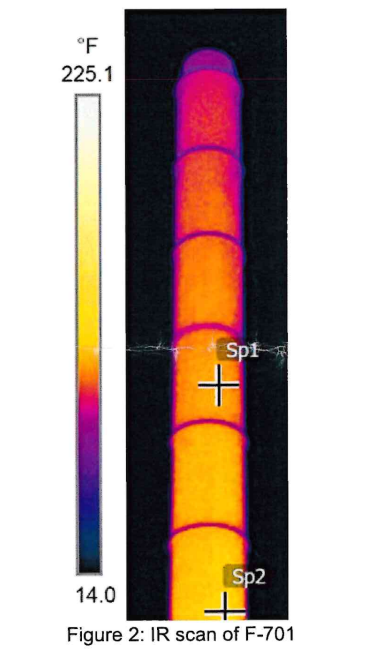 °F
225.1
Sp1
Sp2
14.0
Figure 2: IR scan of F-701